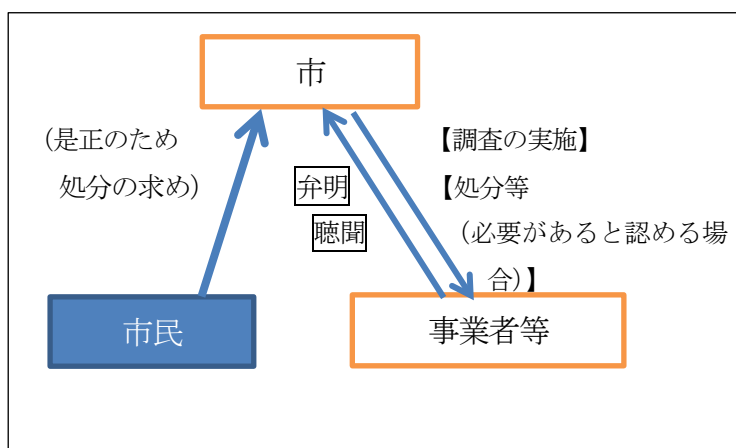 市
(是正のため
処分の求め)
弁明
聴聞
【調査の実施】
【処分等
(必要があると認める場
合)】
市民
事業者等